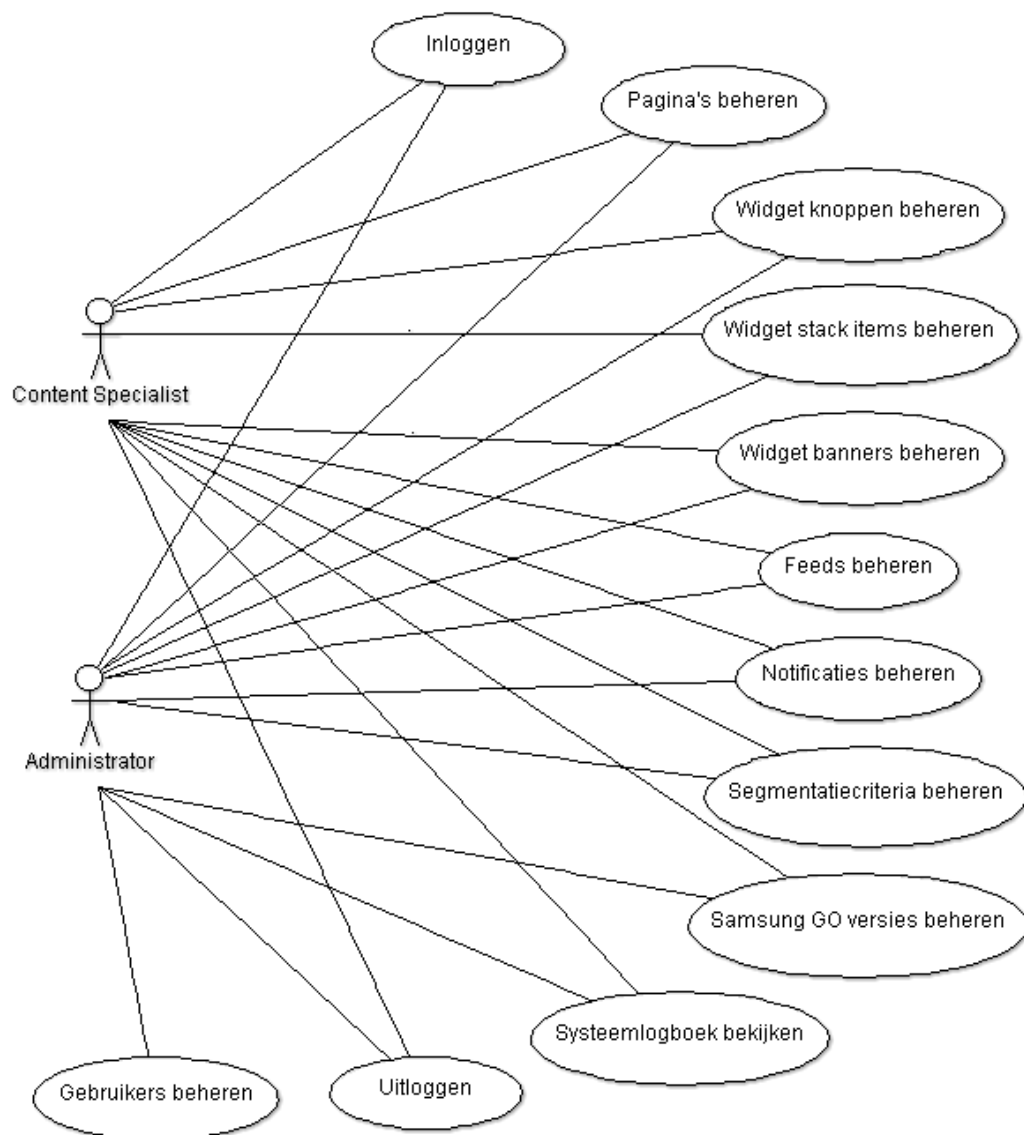 Inloggen
Pagina's beheren
Widget knoppen beheren
Widget stack items beheren
Content Specialist
Widget banners beheren
Feeds beheren
Notificaties beheren
Administrator
Segmentatiecriteria beheren
Samsung GO versies beheren
Systeemlogboek bekijken
Gebruikers beheren
Uitloggen